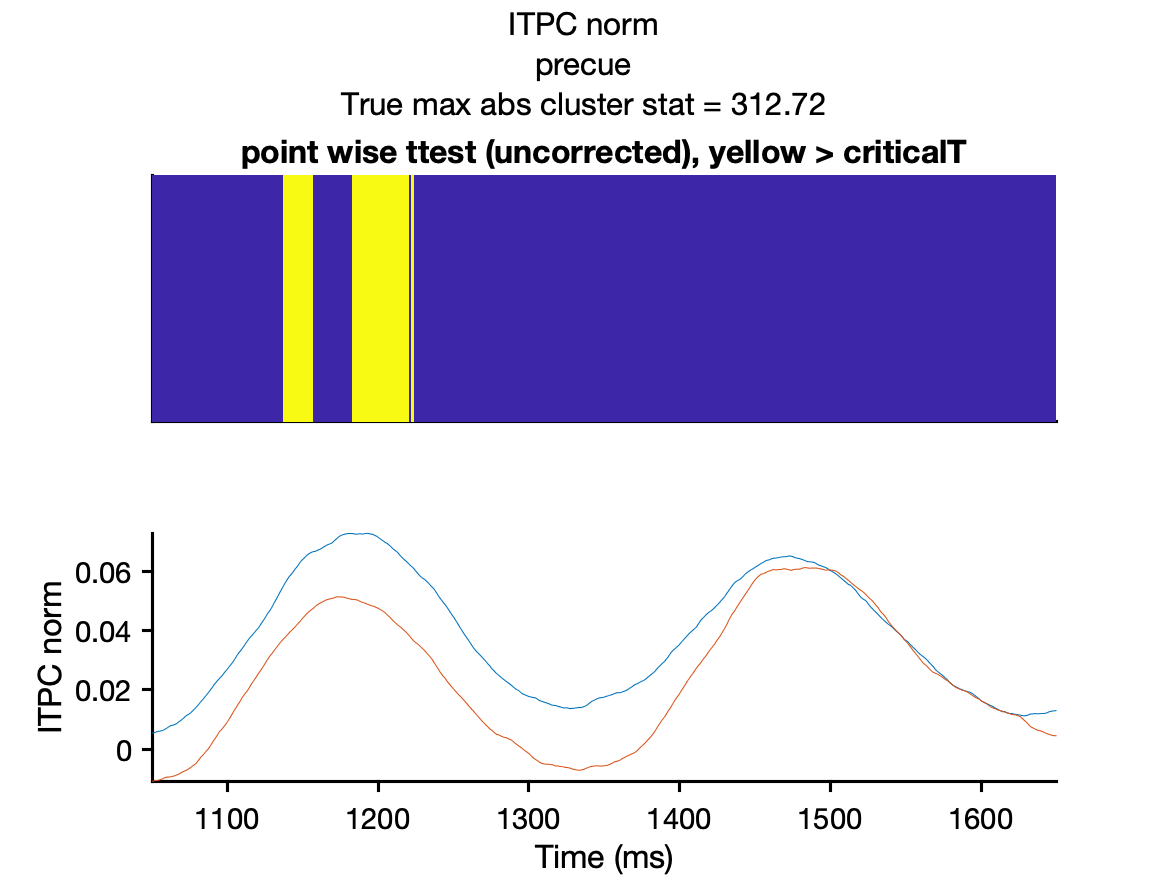 ITPC norm
precue
True max abs cluster stat = 312.72
point wise ttest (uncorrected), yellow > criticalT
0.06
0.04
0.02
0
ITPC norm
1100 1200 1300 1400 1500 1600
Time (ms)